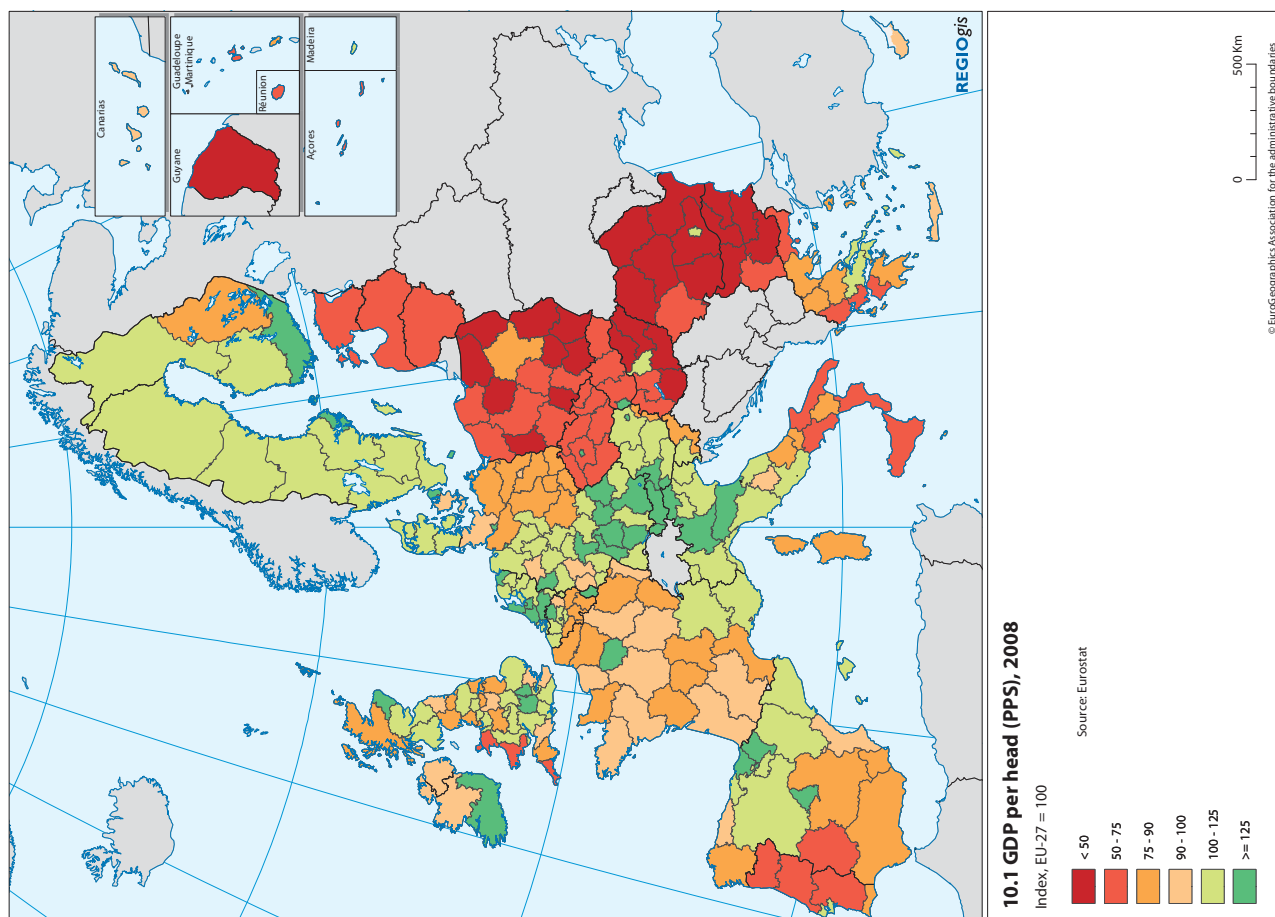 Canarias
Guyane
Guadeloupe
Martinique
Réunion
Açores
Madeira
REGIOgis
10.1 GDP per head (PPS), 2008
Index, EU-27 = 100
< 50
50 - 75
75 - 90
90 - 100
100 - 125
>= 125
Source: Eurostat
0 500 Km
© EuroGeographics Association for the administrative boundaries